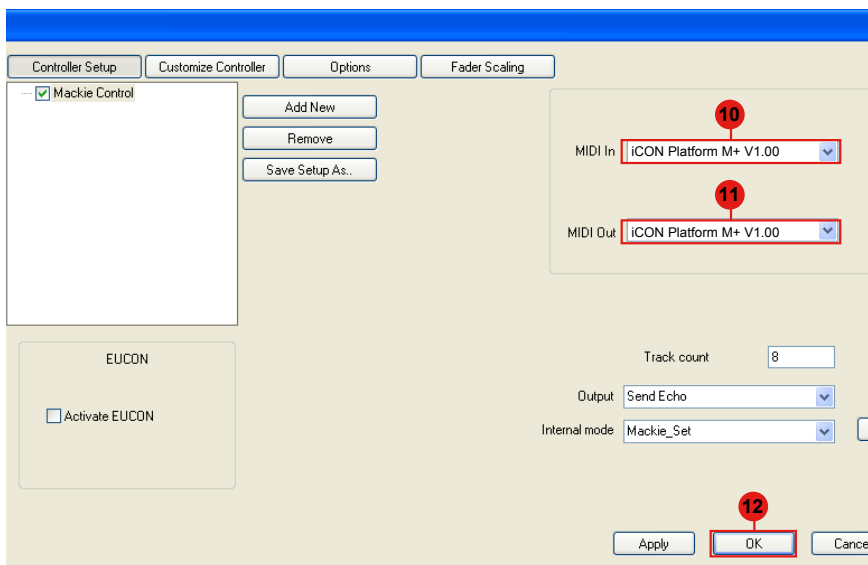 Controller Setup
Customize Controller
Options
Fader Scaling
Mackie Control
Add New
Remove
Save Setup As..
10
MIDI In iCON Platform M+ V1.00
11
MIDI Out iCON Platform M+ V1.00
EUCON
Activate EUCON
Track count 8
Output Send Echo
Internal mode Mackie_Set
12
Apply
OK
Cance